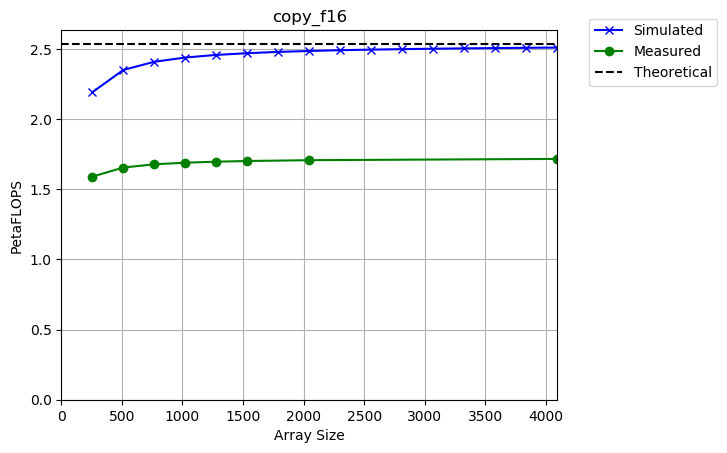 copy_f16
Simulated
Measured
Theoretical
PetaFLOPS
2.5
2.0
1.5
1.0
0.5
0.0
0 500 1000 1500 2000 2500 3000 3500 4000
Array Size